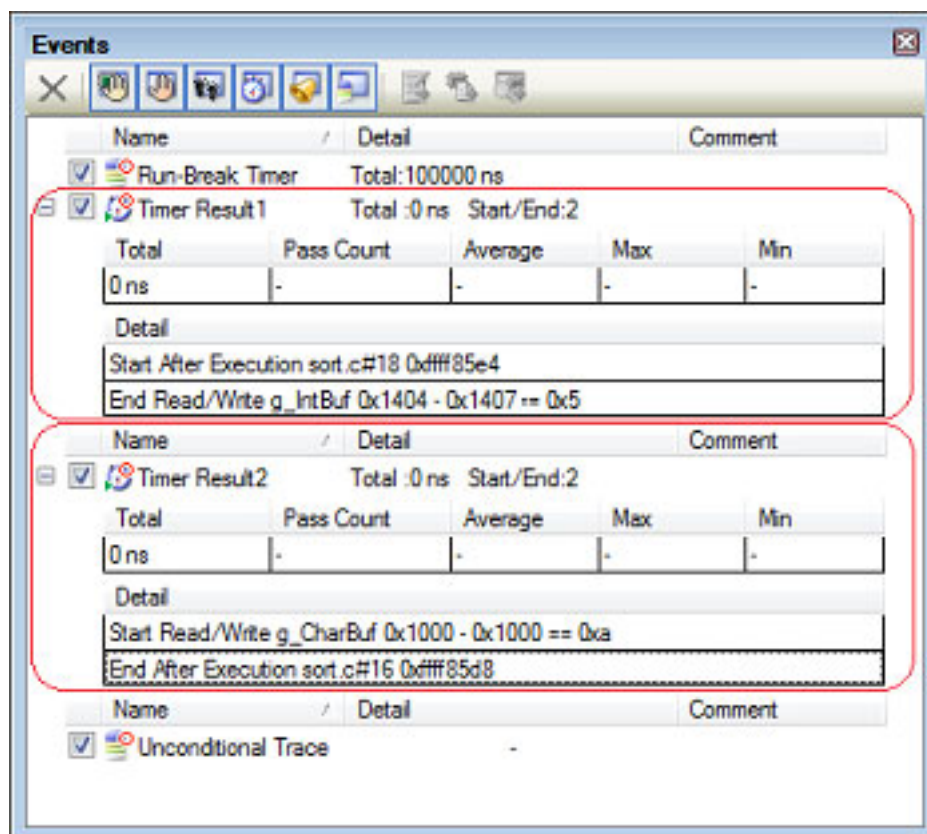 Events
Name / Detail Comment
Run-Break Timer Total:100000 ns
Timer Result1 Total :0 ns Start/End:2
Total Pass Count Average Max Min
0 ns - - - -
Detail
Start After Execution sort.c#18 0xffff85e4
End Read/Write g_IntBuf 0x1404 - 0x1407 == 0x5
Name / Detail Comment
Timer Result2 Total :0 ns Start/End:2
Total Pass Count Average Max Min
0 ns - - - -
Detail
Start Read/Write g_CharBuf 0x1000 - 0x1000 == 0xa
End After Execution sort.c#16 0xffff85d8
Name / Detail Comment
Unconditional Trace -